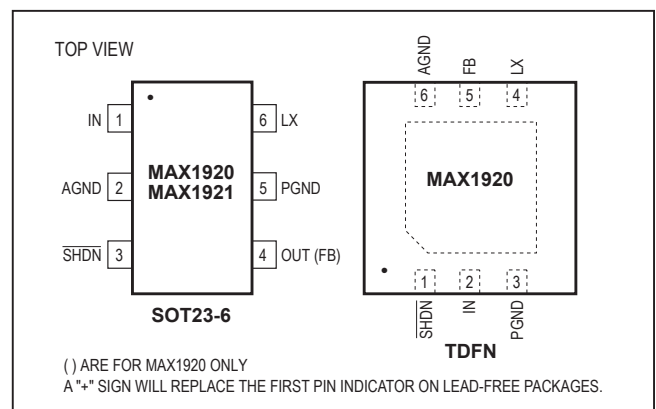 TOP VIEW
IN 1
AGND 2
SHDN 3
6 LX
5 PGND
4 OUT (FB)
MAX1920
MAX1921
SOT23-6
AGND FB LX
6 5 4
MAX1920
1 2 3
SHDN IN PGND
TDFN
( ) ARE FOR MAX1920 ONLY
A "+" SIGN WILL REPLACE THE FIRST PIN INDICATOR ON LEAD-FREE PACKAGES.